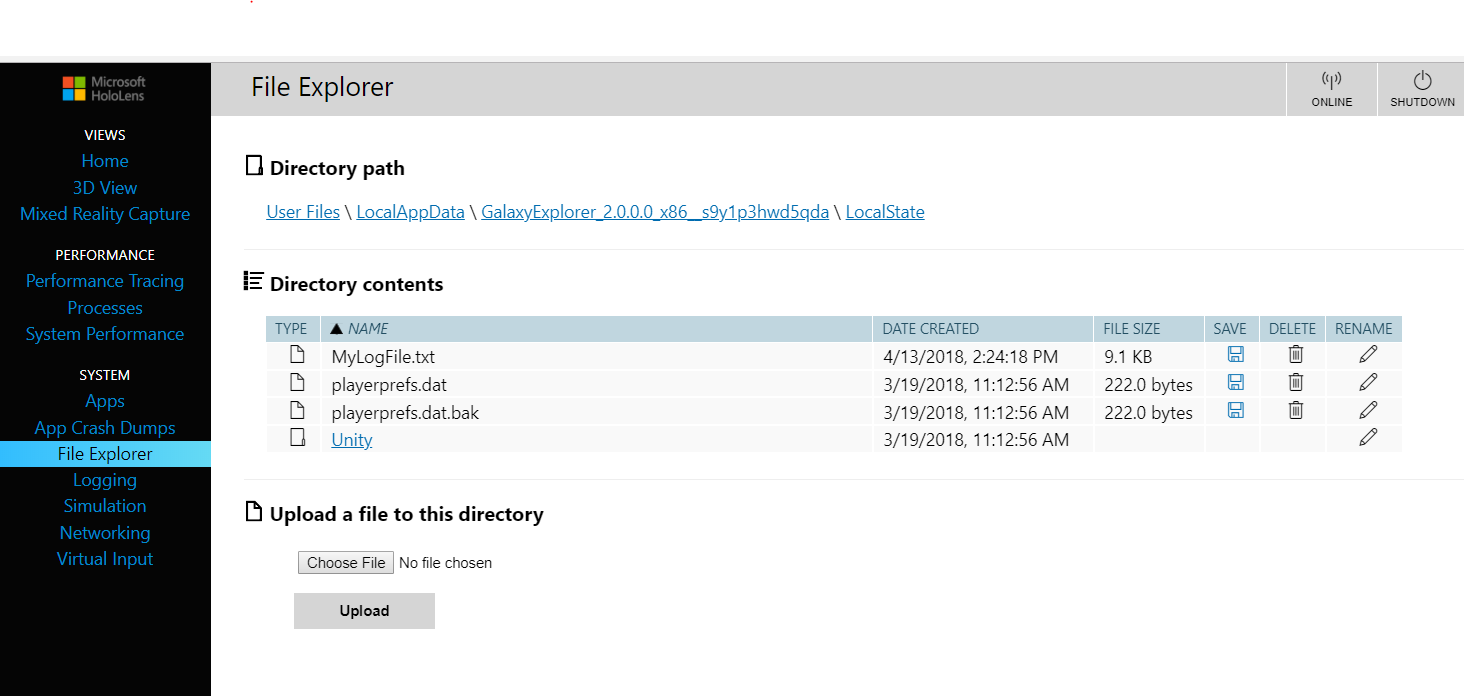 Microsoft
HoloLens
VIEWS
Home
3D View
Mixed Reality Capture
PERFORMANCE
Performance Tracing
Processes
System Performance
SYSTEM
Apps
App Crash Dumps
File Explorer
Logging
Simulation
Networking
Virtual Input
File Explorer
ONLINE
SHUTDOWN
Directory path
User Files \ LocalAppData \ GalaxyExplorer_2.0.0.0_x86__s9y1p3hwd5qda \ LocalState
Directory contents
TYPE ▲ NAME DATE CREATED FILE SIZE SAVE DELETE RENAME
MyLogFile.txt 4/13/2018, 2:24:18 PM 9.1 KB
playerprefs.dat 3/19/2018, 11:12:56 AM 222.0 bytes
playerprefs.dat.bak 3/19/2018, 11:12:56 AM 222.0 bytes
Unity 3/19/2018, 11:12:56 AM
Upload a file to this directory
Choose File No file chosen
Upload